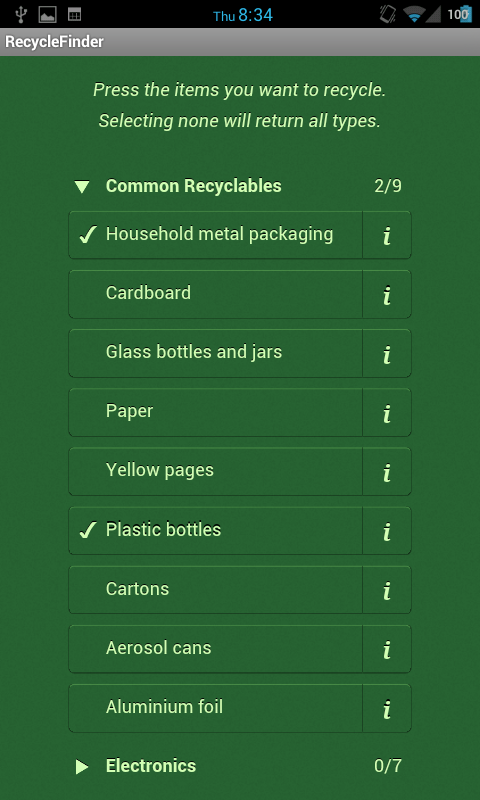 Thu 8:34
100
RecycleFinder
Press the items you want to recycle.
Selecting none will return all types.
Common Recyclables 2/9
Household metal packaging i
Cardboard i
Glass bottles and jars i
Paper i
Yellow pages i
Plastic bottles i
Cartons i
Aerosol cans i
Aluminium foil i
Electronics 0/7